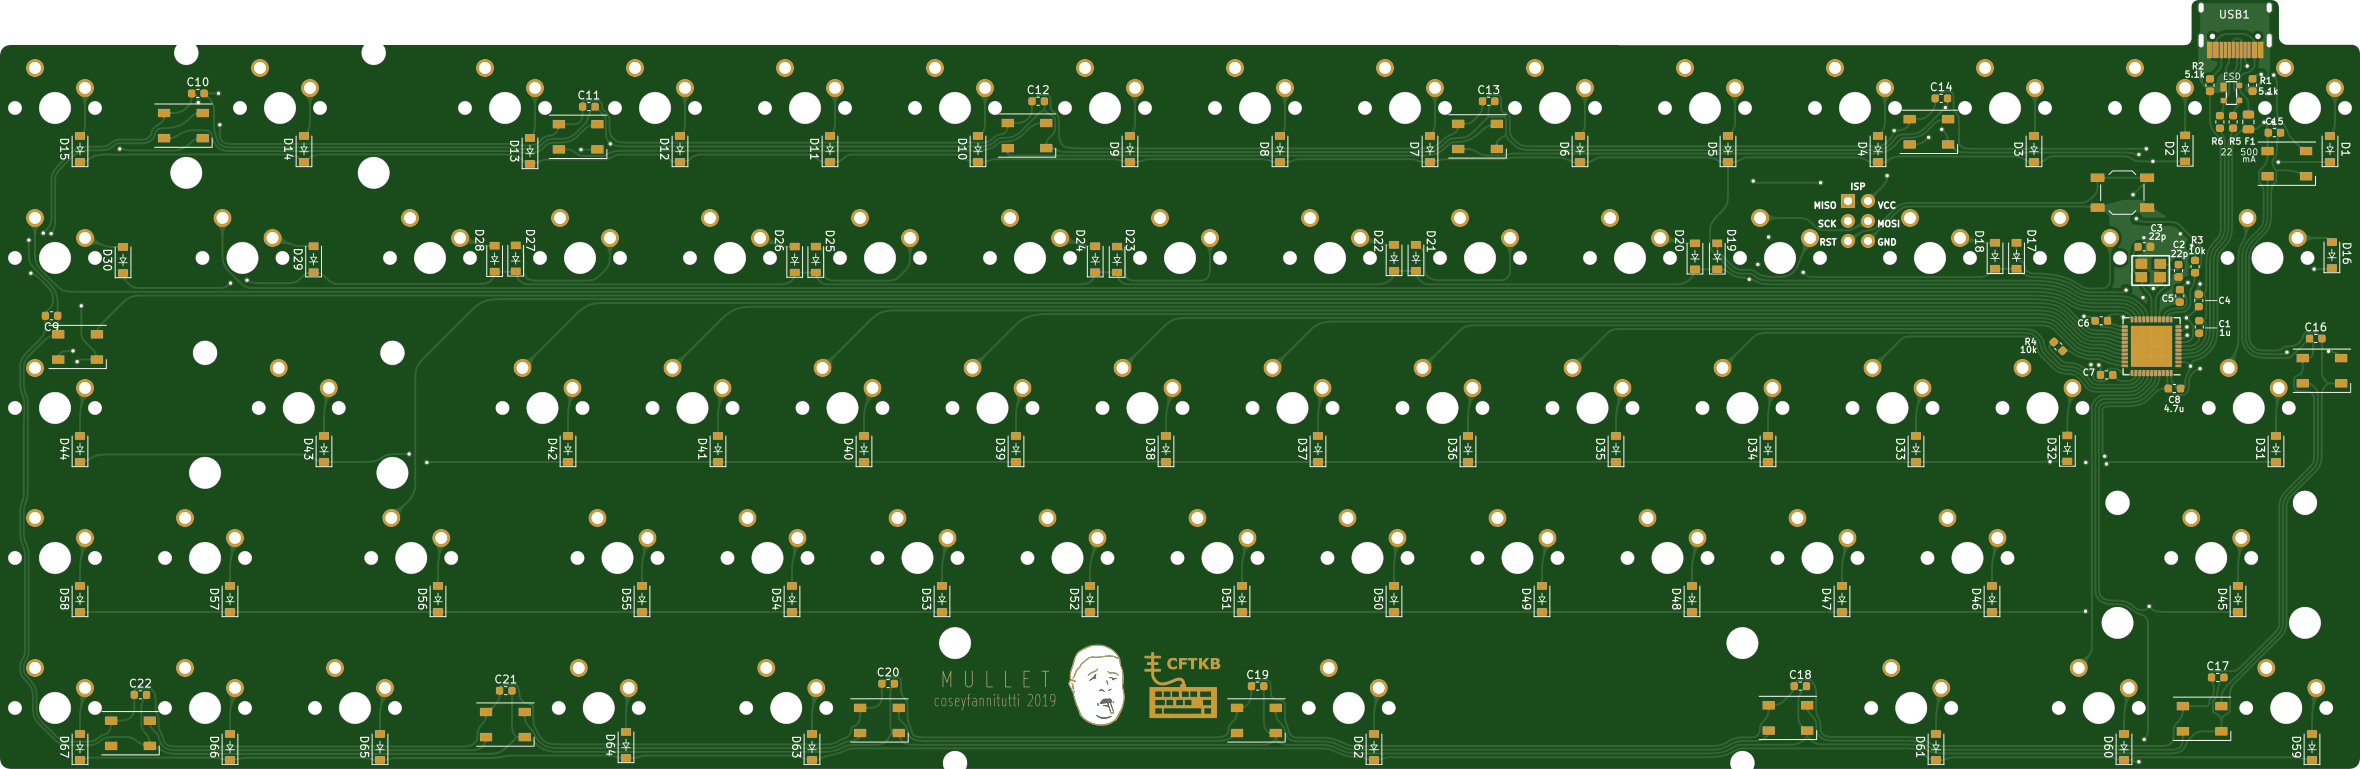 USB1
R2
5.1k
ESD
R1
5.1k
C10
C11
C12
C13
C14
C15
D15
D14
D13
D12
D11
D10
D9
D8
D7
D6
D5
D4
D3
D2
D1
R6 R5 F1
22 500
mA
ISP
MISO VCC
SCK MOSI
RST GND
D30
D29
D28
D27
D26
D25
D24
D23
D22
D21
D20
D19
D18
D17
D16
C3
22p
C2
22p
R3
10k
C5
C4
C6
C1
1u
C9
R4
10k
C7
C8
4.7u
C16
D44
D43
D42
D41
D40
D39
D38
D37
D36
D35
D34
D33
D32
D31
D58
D57
D56
D55
D54
D53
D52
D51
D50
D49
D48
D47
D46
D45
MULLET
coseyfannitutti 2019
CFTKB
C22
C21
C20
C19
C18
C17
D67
D66
D65
D64
D63
D62
D61
D60
D59